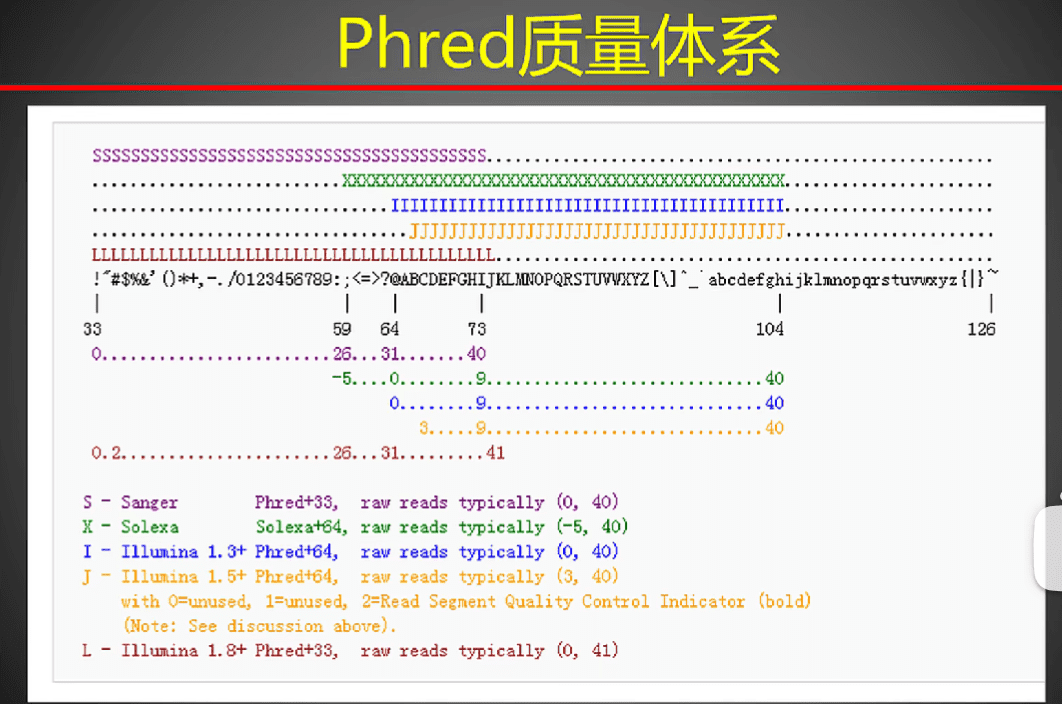 Phred质量体系
SSSSSSSSSSSSSSSSSSSSSSSSSSSSSSSSSSSSSSSSS.....................................................
..........................XXXXXXXXXXXXXXXXXXXXXXXXXXXXXXXXXXXXXXXXXXXXXX......................
...............................IIIIIIIIIIIIIIIIIIIIIIIIIIIIIIIIIIIIIIIII......................
.................................JJJJJJJJJJJJJJJJJJJJJJJJJJJJJJJJJJJJJJJ......................
LLLLLLLLLLLLLLLLLLLLLLLLLLLLLLLLLLLLLLLLLL....................................................
!"#$%&'()*+,-./0123456789:;<=>?@ABCDEFGHIJKLMNOPQRSTUVWXYZ[\]^_`abcdefghijklmnopqrstuvwxyz{|}~
| | | | | |
33 59 64 73 104 126
0.........................26...31.......40
-5....0........9.............................40
0........9.............................40
3.....9.............................40
0.2......................26...31.........41
S - Sanger Phred+33, raw reads typically (0, 40)
X - Solexa Solexa+64, raw reads typically (-5, 40)
I - Illumina 1.3+ Phred+64, raw reads typically (0, 40)
J - Illumina 1.5+ Phred+64, raw reads typically (3, 40)
with 0=unused, 1=unused, 2=Read Segment Quality Control Indicator (bold)
(Note: See discussion above).
L - Illumina 1.8+ Phred+33, raw reads typically (0, 41)